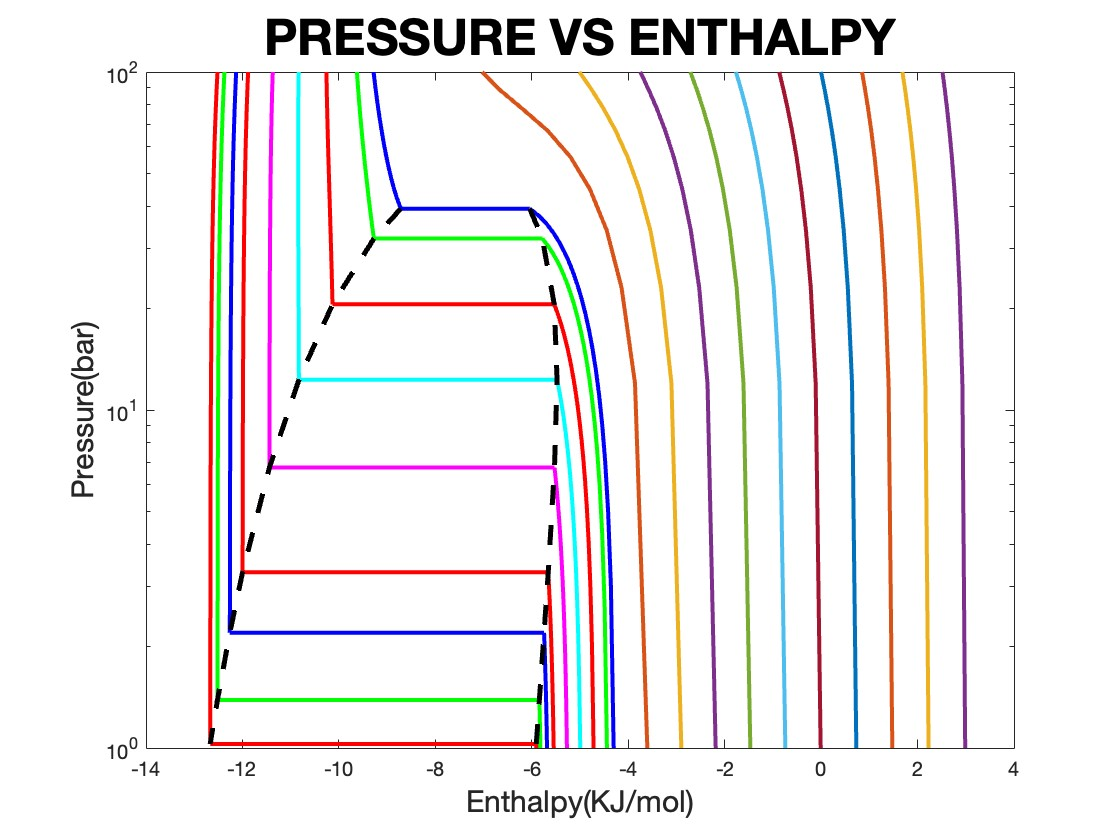 PRESSURE VS ENTHALPY
10^2
10^1
10^0
Pressure(bar)
-14 -12 -10 -8 -6 -4 -2 0 2 4
Enthalpy(KJ/mol)